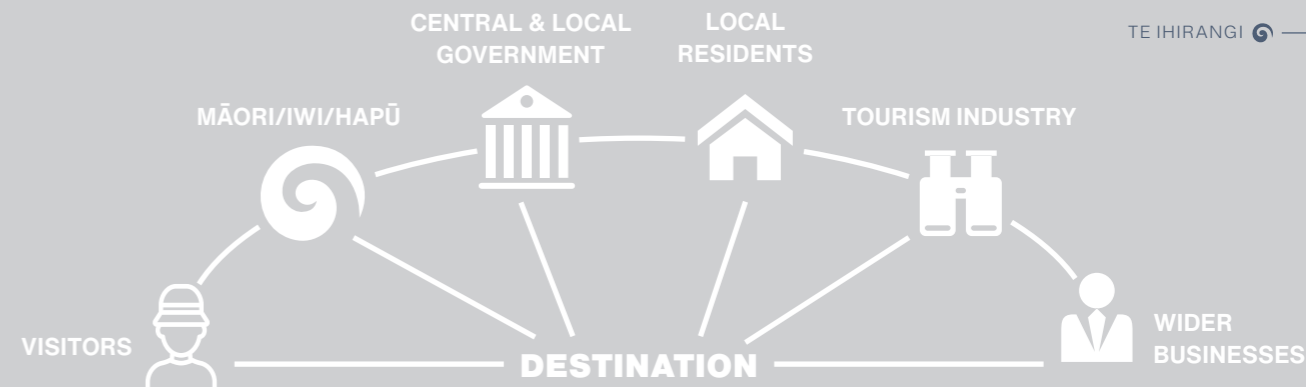 CENTRAL & LOCAL
GOVERNMENT
LOCAL
RESIDENTS
TE IHIRANGI
MĀORI/IWI/HAPŪ
TOURISM INDUSTRY
VISITORS
DESTINATION
WIDER
BUSINESSES